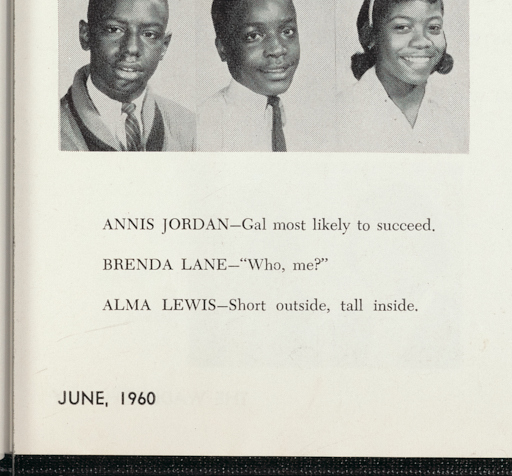 ANNIS JORDAN—Gal most likely to succeed.
BRENDA LANE—“Who, me?”
ALMA LEWIS—Short outside, tall inside.
JUNE, 1960